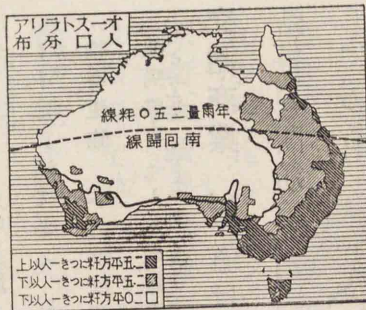 オーストラリア
人口分布
年雨量二五〇粍線
南回歸線
二.五平方粁につき一人以上
二.五平方粁につき一人以下
二〇平方粁につき一人以下